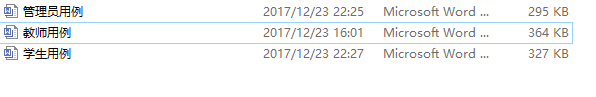 管理员用例 2017/12/23 22:25 Microsoft Word ... 295 KB
教师用例 2017/12/23 16:01 Microsoft Word ... 364 KB
学生用例 2017/12/23 22:27 Microsoft Word ... 327 KB